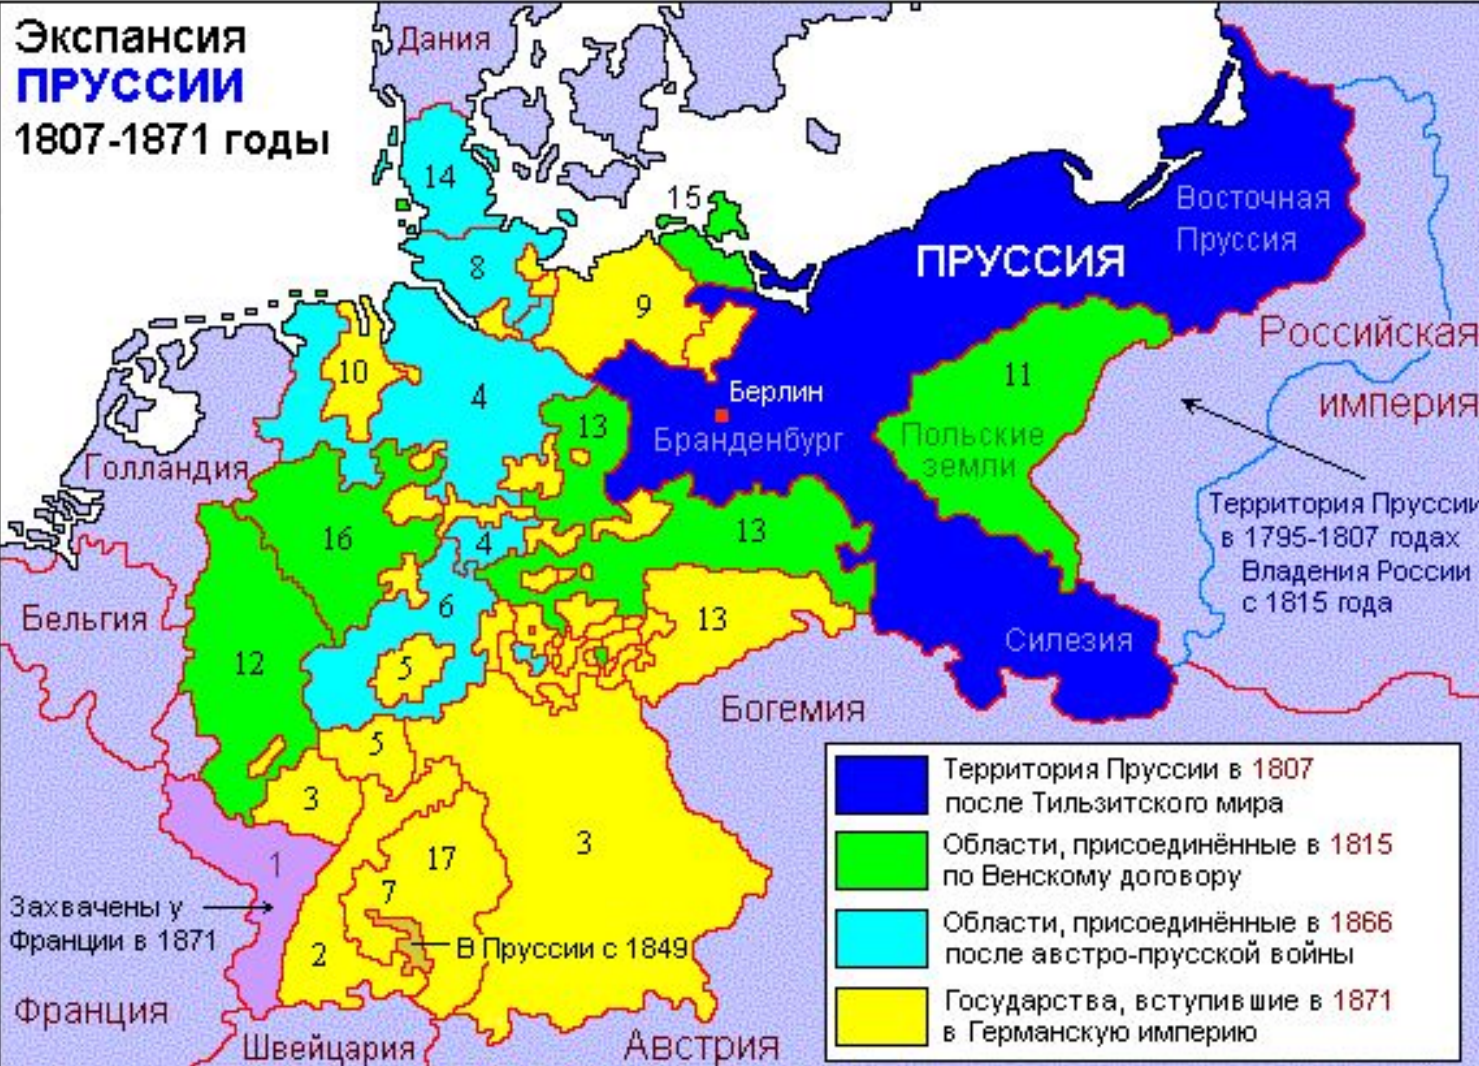 Экспансия
ПРУССИИ
1807-1871 годы
Дания
14
15
8
9
Восточная
Пруссия
ПРУССИЯ
Российская
империя
10
4
11
Берлин
13
Бранденбург
Польские
земли
Голландия
16
4
13
Территория Пруссии
в 1795-1807 годах
Владения России
с 1815 года
6
13
Бельгия
12
5
Силезия
Богемия
5
3
3
1
17
7
2
Захвачены у
Франции в 1871
В Пруссии с 1849
Франция
Швейцария
Австрия
Территория Пруссии в 1807
после Тильзитского мира
Области, присоединённые в 1815
по Венскому договору
Области, присоединённые в 1866
после австро-прусской войны
Государства, вступившие в 1871
в Германскую империю